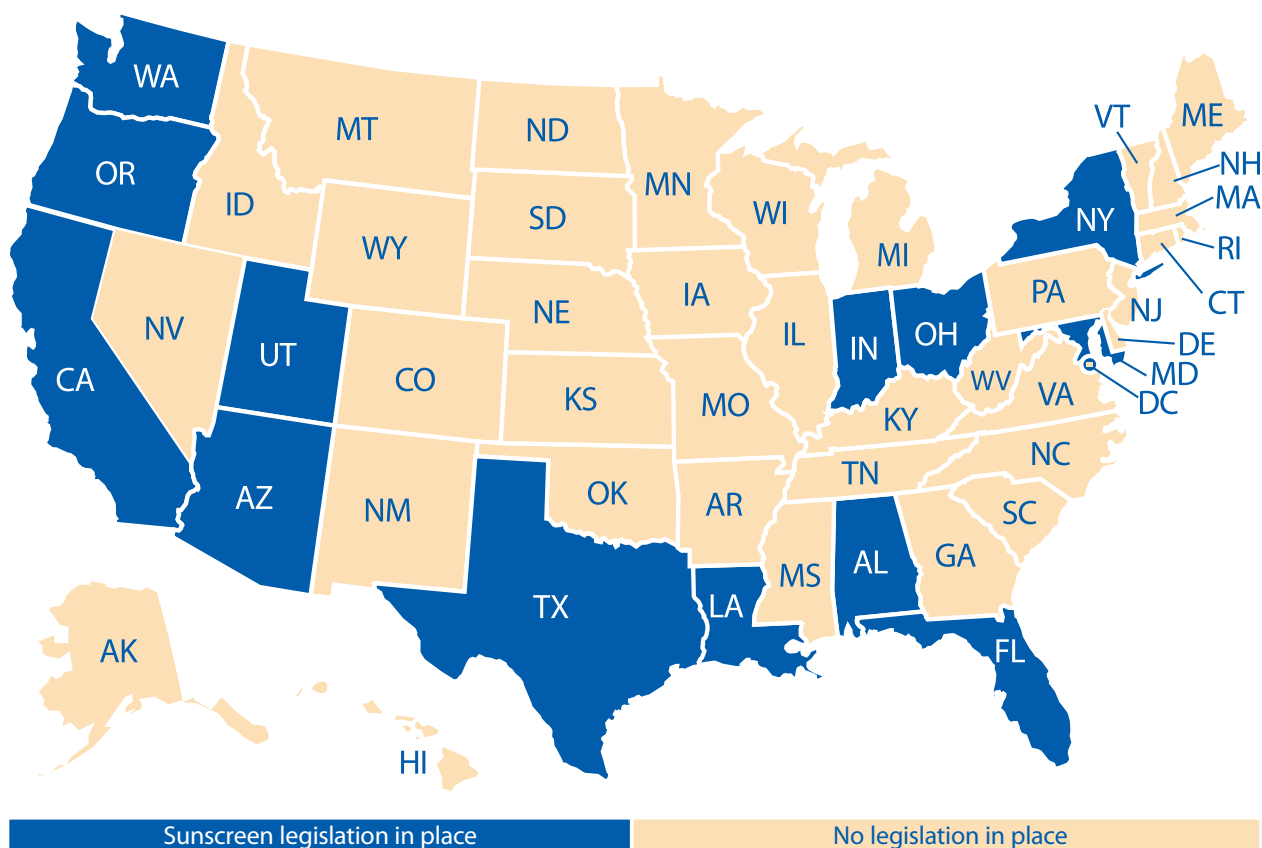 WA
MT
ND
MN
VT
ME
OR
ID
SD
WI
NY
NH
MA
WY
MI
RI
IA
PA
CT
NE
NJ
NV
UT
IL
IN
OH
DE
CA
CO
KS
MO
WV
VA
MD
DC
KY
NC
TN
AZ
NM
OK
AR
SC
GA
MS
AL
TX
LA
FL
AK
HI
Sunscreen legislation in place
No legislation in place